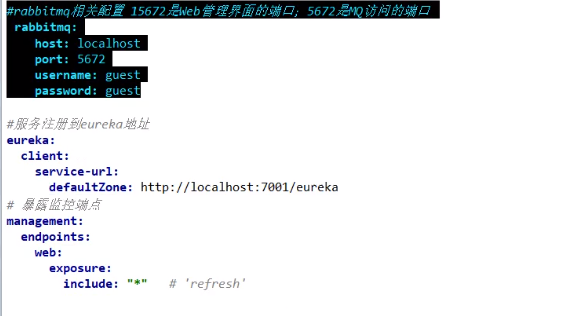 #rabbitmq相关配置 15672是Web管理界面的端口；5672是MQ访问的端口
rabbitmq:
host: localhost
port: 5672
username: guest
password: guest
#服务注册到eureka地址
eureka:
client:
service-url:
defaultZone: http://localhost:7001/eureka
# 暴露监控端点
management:
endpoints:
web:
exposure:
include: "*" # 'refresh'